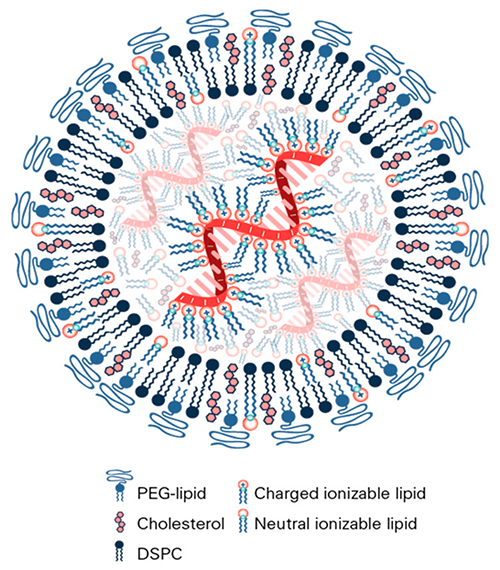 PEG-lipid
Charged ionizable lipid
Cholesterol
Neutral ionizable lipid
DSPC